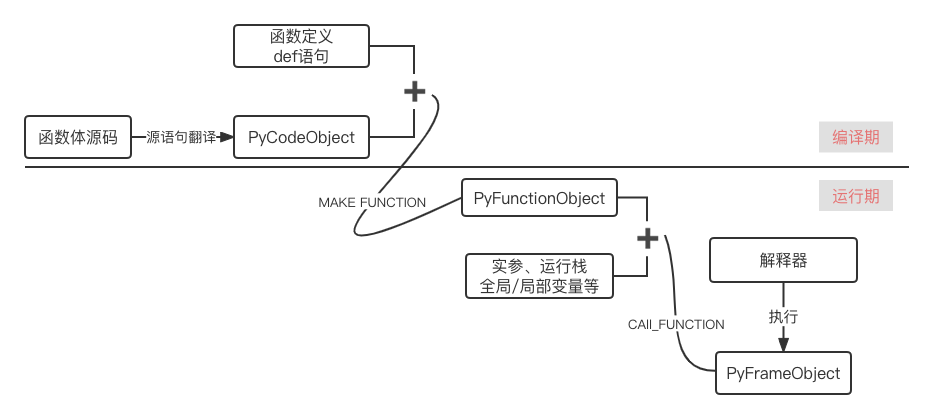 函数定义
def语句
函数体源码
源语句翻译
PyCodeObject
编译期
MAKE FUNCTION
PyFunctionObject
运行期
实参、运行栈
全局/局部变量等
解释器
执行
CAll_FUNCTION
PyFrameObject